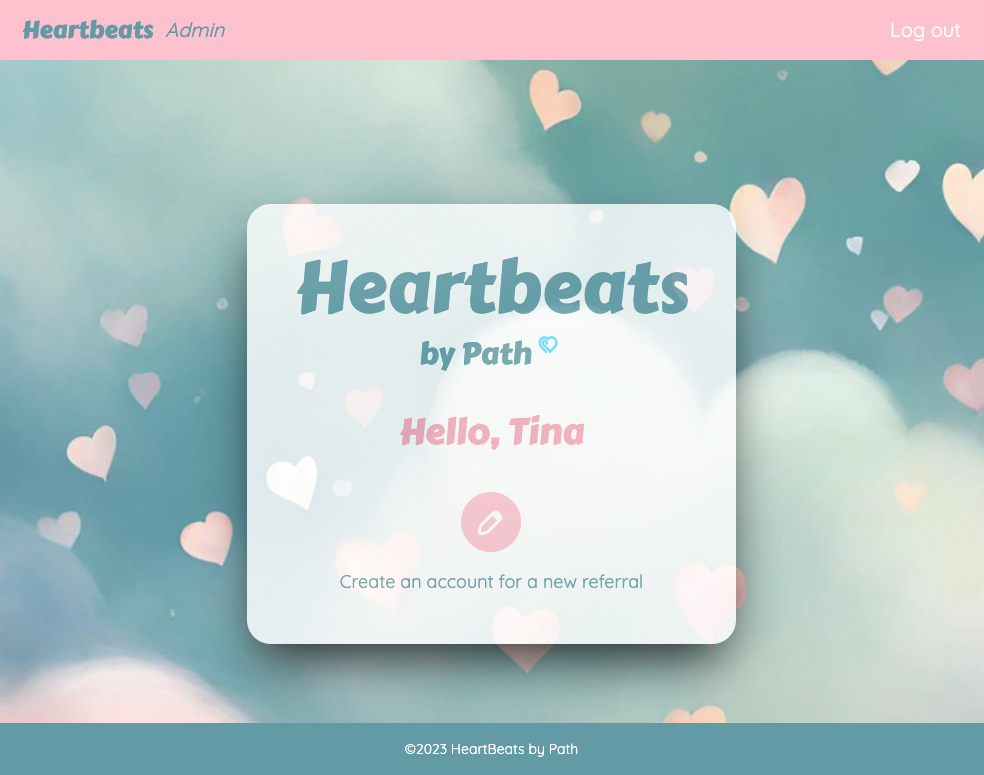 Heartbeats Admin
Log out
Heartbeats
by Path
Hello, Tina
Create an account for a new referral
©2023 HeartBeats by Path